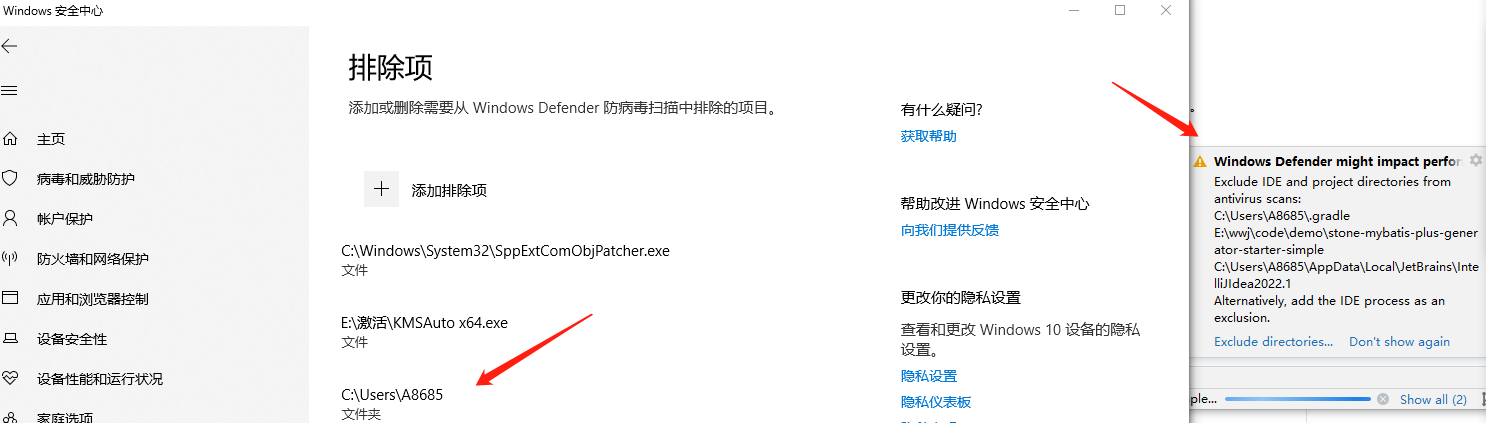 Windows 安全中心
主页
病毒和威胁防护
帐户保护
防火墙和网络保护
应用和浏览器控制
设备安全性
设备性能和运行状况
家庭选项
排除项
添加或删除需要从 Windows Defender 防病毒扫描中排除的项目。
添加排除项
C:\Windows\System32\SppExtComObjPatcher.exe
文件
E:\激活\KMSAuto x64.exe
文件
C:\Users\A8685
文件夹
有什么疑问?
获取帮助
帮助改进 Windows 安全中心
向我们提供反馈
更改你的隐私设置
查看和更改 Windows 10 设备的隐私
设置。
隐私设置
隐私仪表板
。
Windows Defender might impact perfor
Exclude IDE and project directories from
antivirus scans:
C:\Users\A8685\.gradle
E:\wwj\code\demo\stone-mybatis-plus-gener
ator-starter-simple
C:\Users\A8685\AppData\Local\JetBrains\Inte
lliJIdea2022.1
Alternatively, add the IDE process as an
exclusion.
Exclude directories...
Don't show again
ple...
Show all (2)